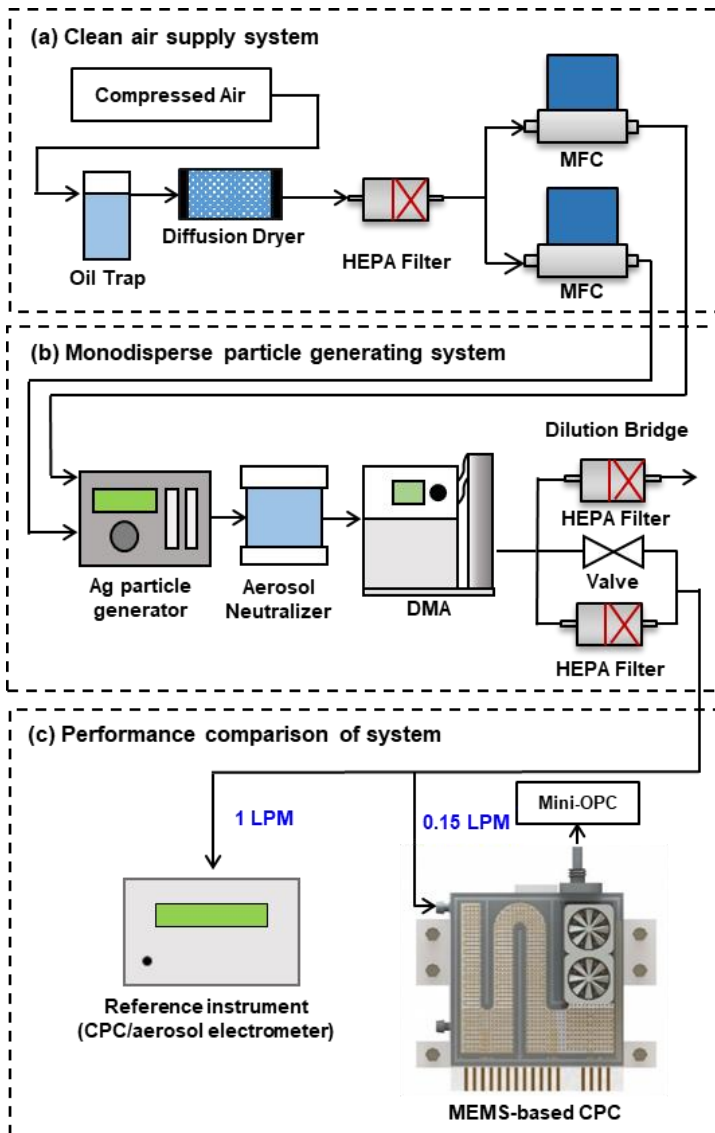 (a) Clean air supply system
Compressed Air
MFC
Diffusion Dryer
Oil Trap
HEPA Filter
MFC
(b) Monodisperse particle generating system
Dilution Bridge
HEPA Filter
Valve
Ag particle
generator
Aerosol
Neutralizer
DMA
HEPA Filter
(c) Performance comparison of system
Mini-OPC
1 LPM
0.15 LPM
Reference instrument
(CPC/aerosol electrometer)
MEMS-based CPC